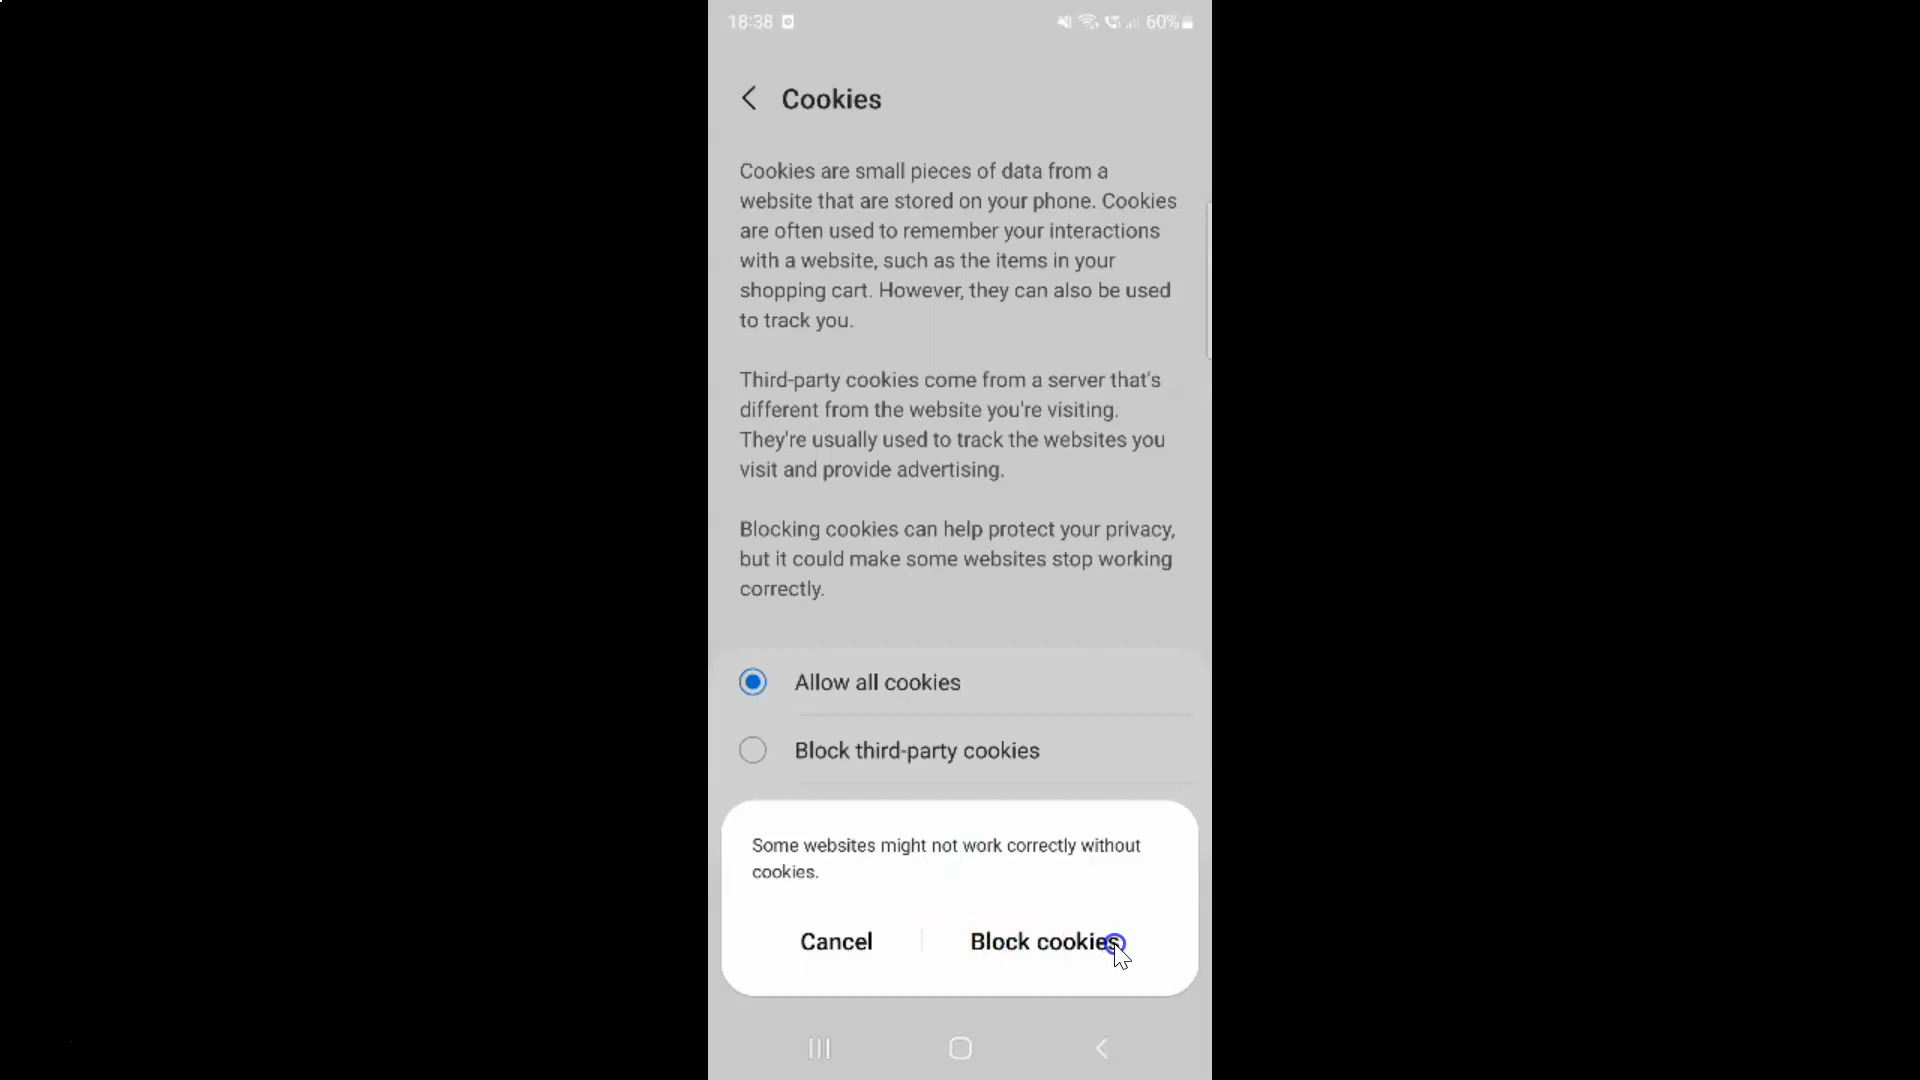 18:38
60%
Cookies
Cookies are small pieces of data from a
website that are stored on your phone. Cookies
are often used to remember your interactions
with a website, such as the items in your
shopping cart. However, they can also be used
to track you.
Third-party cookies come from a server that's
different from the website you're visiting.
They're usually used to track the websites you
visit and provide advertising.
Blocking cookies can help protect your privacy,
but it could make some websites stop working
correctly.
Allow all cookies
Block third-party cookies
Some websites might not work correctly without
cookies.
Cancel
Block cookies